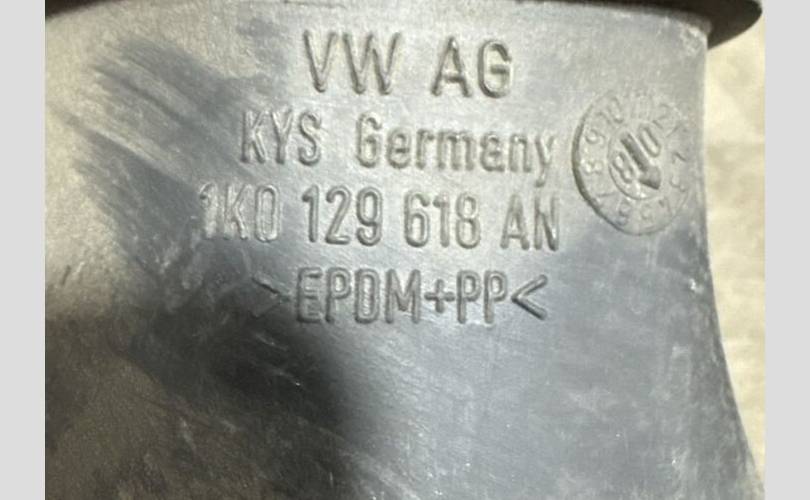 VW AG
KYS Germany
1K0 129 618 AN
>EPDM+PP<